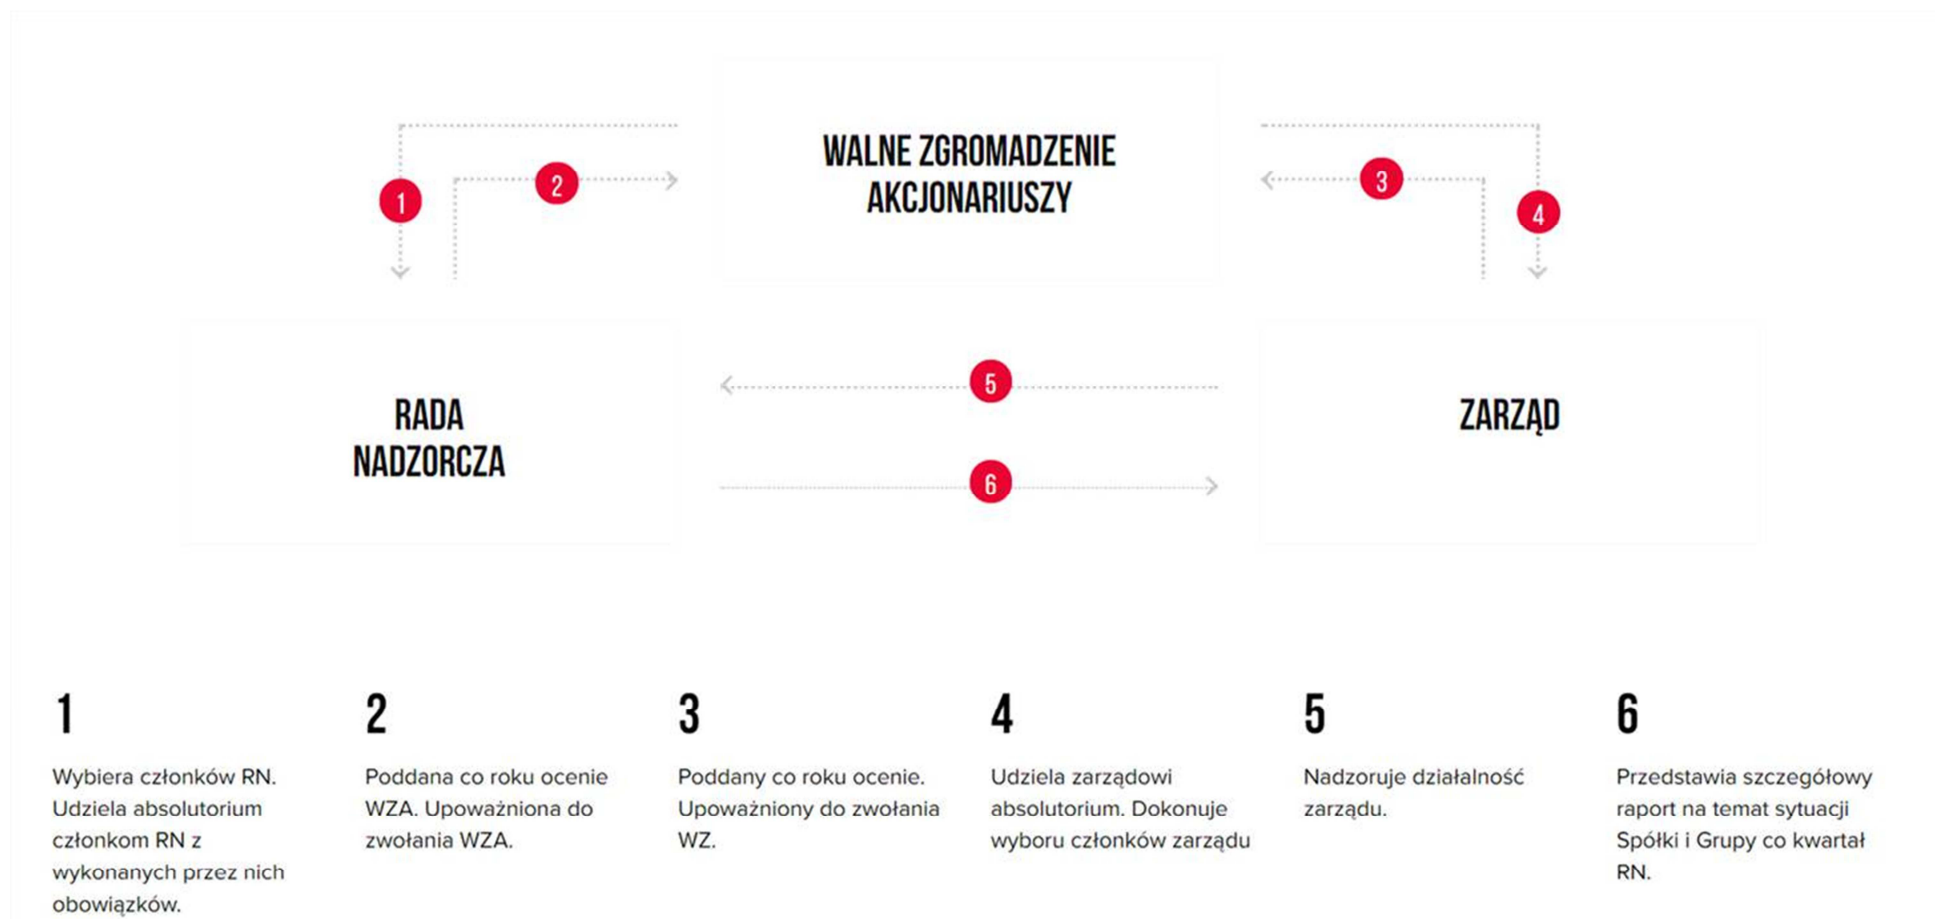 WALNE ZGROMADZENIE
AKCJONARIUSZY
1
2
3
4
RADA
NADZORCZA
5
6
ZARZĄD
1
Wybiera członków RN.
Udziela absolutorium
członkom RN z
wykonanych przez nich
obowiązków.
2
Poddana co roku ocenie
WZA. Upoważniona do
zwołania WZA.
3
Poddany co roku ocenie.
Upoważniony do zwołania
WZ.
4
Udziela zarządowi
absolutorium. Dokonuje
wyboru członków zarządu
5
Nadzoruje działalność
zarządu.
6
Przedstawia szczegółowy
raport na temat sytuacji
Spółki i Grupy co kwartał
RN.